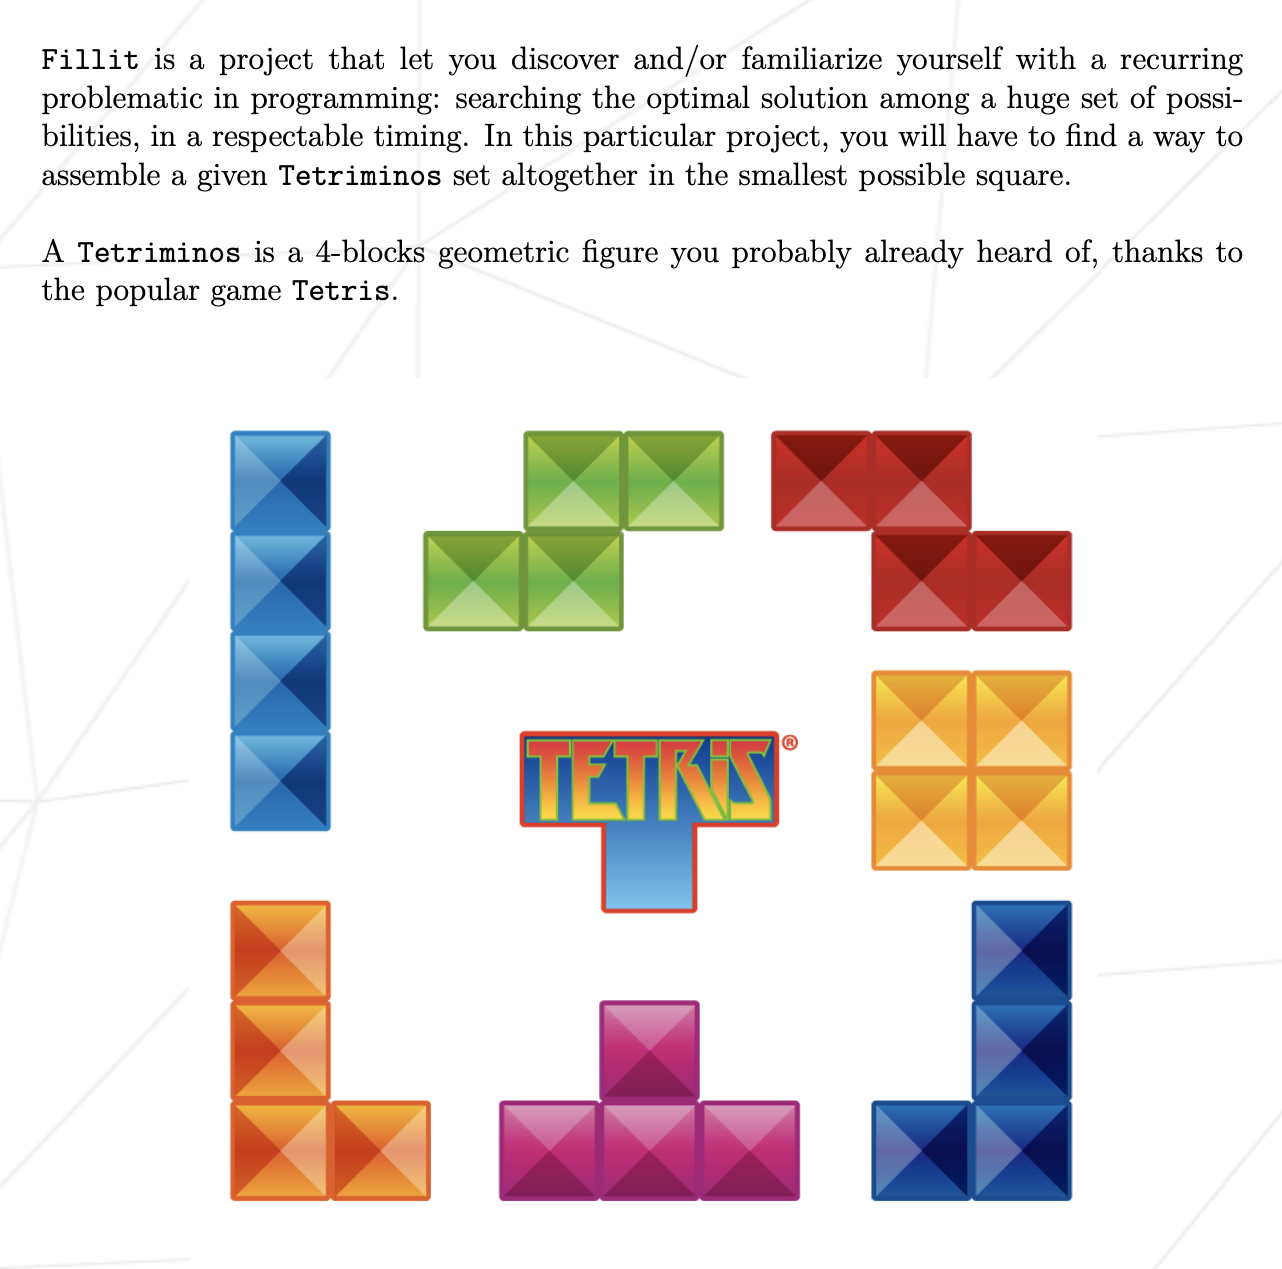 Fillit is a project that let you discover and/or familiarize yourself with a recurring
problematic in programming: searching the optimal solution among a huge set of possi-
bilities, in a respectable timing. In this particular project, you will have to find a way to
assemble a given Tetriminos set altogether in the smallest possible square.
A Tetriminos is a 4-blocks geometric figure you probably already heard of, thanks to
the popular game Tetris.
TETRiS®